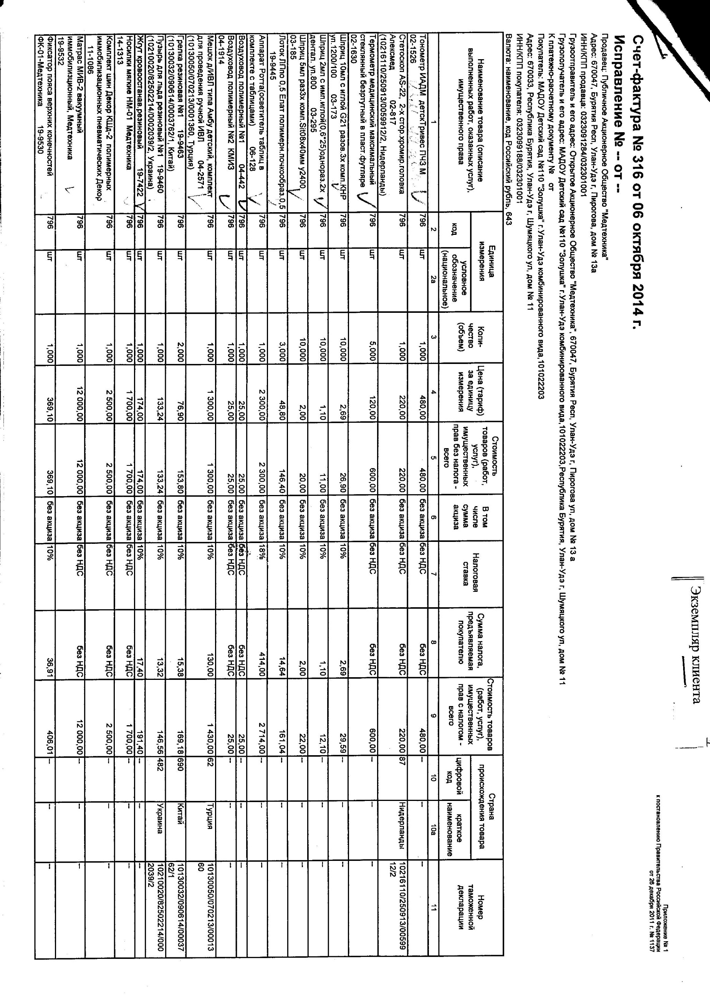 Экземпляр клиента
Приложение № 1
к постановлению Правительства Российской Федерации
от 26 декабря 2011 г. № 1137
Счет-фактура № 316 от 06 октября 2014 г.
Исправление № -- от --
Продавец: Публичное Акционерное Общество "Медтехника"
Адрес: 670047, Бурятия Респ, Улан-Удэ г, Пирогова, дом № 13а
ИНН/КПП продавца: 0323091284/032301001
Грузоотправитель и его адрес: Открытое Акционерное Общество "Медтехника", 670047, Бурятия Респ, Улан-Удэ г, Пирогова ул, дом № 13 а
Грузополучатель и его адрес: МАДОУ Детский сад №110 "Золушка" г.Улан-Удэ комбинированного вида,101022203,Республика Бурятия, Улан-Удэ г, Шумяцкого ул, дом № 11
К платежно-расчетному документу № от
Покупатель: МАДОУ Детский сад №110 "Золушка" г.Улан-Удэ комбинированного вида,101022203
Адрес: 670033, Республика Бурятия, Улан-Удэ г, Шумяцкого ул, дом № 11
ИНН/КПП покупателя: 0323099188/032301001
Валюта: наименование, код Российский рубль, 643
Наименование товара (описание выполненных работ, оказанных услуг), имущественного права | Единица измерения | код | условное обозначение (национальное) | Коли-чество (объем) | Цена (тариф) за единицу измерения | Стоимость товаров (работ, услуг), имущественных прав без налога - всего | В том числе сумма акциза | Налоговая ставка | Сумма налога, предъявляемая покупателю | Стоимость товаров (работ, услуг), имущественных прав с налогом - всего | Страна происхождения товара | цифровой код | краткое наименование | Номер таможенной декларации
1 2 2а 3 4 5 6 7 8 9 10 10а 11
Тонометр ИАДМ детскТривес ПЧЗ М 796 шт 1,000 480,00 480,00 без акциза без НДС без НДС 480,00 -- -- --
02-1526
Стетоскоп AS-22, 2-х стор.хромир.головка 796 шт 1,000 220,00 220,00 без акциза без НДС без НДС 220,00 87 Нидерланды 10216110/250913/00599
Апексмед 02-817 12/2
(10216110/250913/0059912/2, Нидерланды)
Термометр медицинский максимальный 796 шт 5,000 120,00 600,00 без акциза без НДС без НДС 600,00 -- -- --
стеклянный безртутный в пласт.футляре
02-1630
Шприц 10мл с иглой G21 разов.3х комп.КНР 796 шт 10,000 2,69 26,90 без акциза 10% 2,69 29,59 -- -- --
уп.1200/100 03-173
Шприц 2мл с имп.иглой(0,6*25)однораз.2х 796 шт 10,000 1,10 11,00 без акциза 10% 1,10 12,10 -- -- --
дентал. уп.800 03-295
Шприц 5мл раз3х комп.Sit08х40мм у2400 796 шт 10,000 2,00 20,00 без акциза 10% 2,00 22,00 -- -- --
03-185
Лоток ЛПпо 0,5 Елат полимерн.почкообраз.0,5 796 шт 3,000 48,80 146,40 без акциза 10% 14,64 161,04 -- -- --
19-9445
Аппарат Ротта(осветитель таблиц в 796 шт 1,000 2 300,00 2 300,00 без акциза 18% 414,00 2 714,00 -- -- --
комплекте с таблицами) 06-128
Воздуховод полимерный №1 04-442 796 шт 1,000 25,00 25,00 без акциза без НДС без НДС 25,00 -- -- --
Воздуховод полимерный №2 КМИЗ 796 шт 1,000 25,00 25,00 без акциза без НДС без НДС 25,00 -- -- --
04-1914
Мешок д/ИВЛ типа Амбу детский, комплект 796 шт 1,000 1 300,00 1 300,00 без акциза 10% 130,00 1 430,00 62 Турция 10130050/070213/00013
для проведения ручной ИВЛ 04-2571 60
(10130050/070213/0001360, Турция)
Грелка резиновая №1 19-9463 796 шт 2,000 76,90 153,80 без акциза 10% 15,38 169,18 690 Китай 10130032/090614/00037
(10130032/090614/0003762/1, Китай) 62/1
Пузырь для льда резиновый №1 19-9460 796 шт 1,000 133,24 133,24 без акциза 10% 13,32 146,56 482 Украина 10210020/82502214/000
(10210020/82502214/0002039/2, Украина) 2039/2
Жгут кровоостанав.резиновый 19-7422 796 шт 1,000 174,00 174,00 без акциза 10% 17,40 191,40 -- -- --
Носилки мягкие НМ-01 Медтехника 796 шт 1,000 1 700,00 1 700,00 без акциза без НДС без НДС 1 700,00 -- -- --
14-1313
Комплект шин Декор КШд-2 полимерных 796 шт 1,000 2 500,00 2 500,00 без акциза без НДС без НДС 2 500,00 -- -- --
иммобилизационных пневматических Декор
11-1086
Матрас МИВ-2 вакуумный 796 шт 1,000 12 000,00 12 000,00 без акциза без НДС без НДС 12 000,00 -- -- --
иммобилизционный, Медтехника
19-9532
Фиксатор пояса верхних конечностей 796 шт 1,000 369,10 369,10 без акциза 10% 36,91 406,01 -- -- --
ФК-01-Медтехника 19-9530